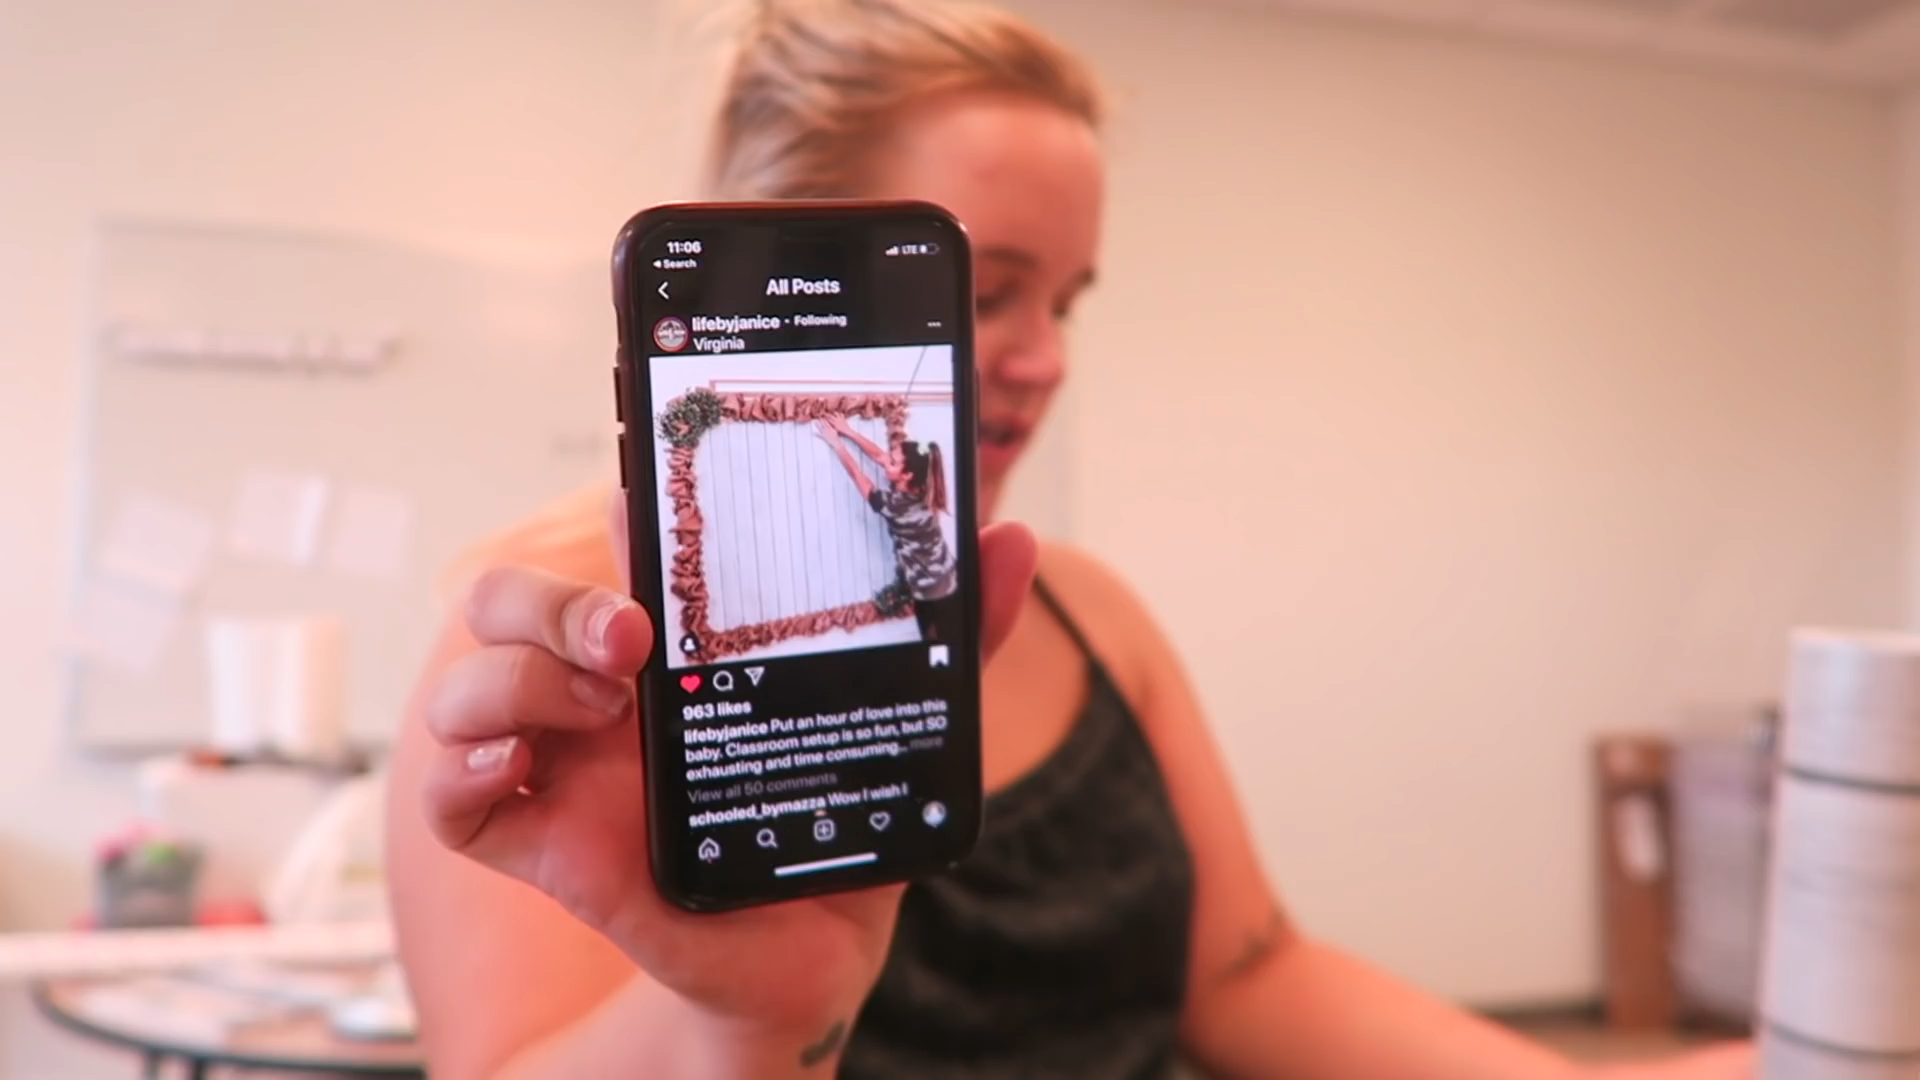 11:06
LTE
◂ Search
All Posts
lifebyjanice • Following
Virginia
963 likes
lifebyjanice Put an hour of love into this
baby. Classroom setup is so fun, but SO
exhausting and time consuming... more
View all 50 comments
schooled_bymazza Wow I wish I